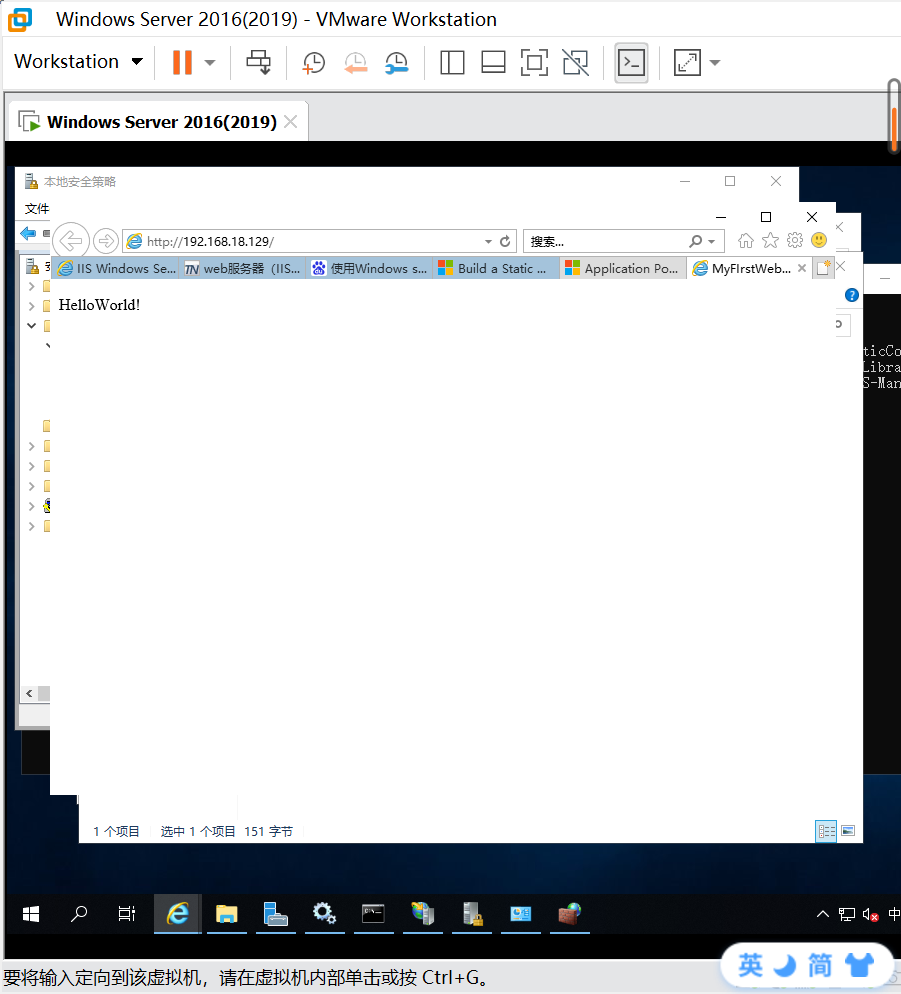 Windows Server 2016(2019) - VMware Workstation
Workstation
Windows Server 2016(2019)
本地安全策略
文件
http://192.168.18.129/
搜索...
IIS Windows Se...
web服务器（IIS...
使用Windows s...
Build a Static ...
Application Po...
MyFIrstWeb...
HelloWorld!
ticCo
Libra
S-Man
1 个项目
选中 1 个项目 151 字节
中
要将输入定向到该虚拟机，请在虚拟机内部单击或按 Ctrl+G。
英
简